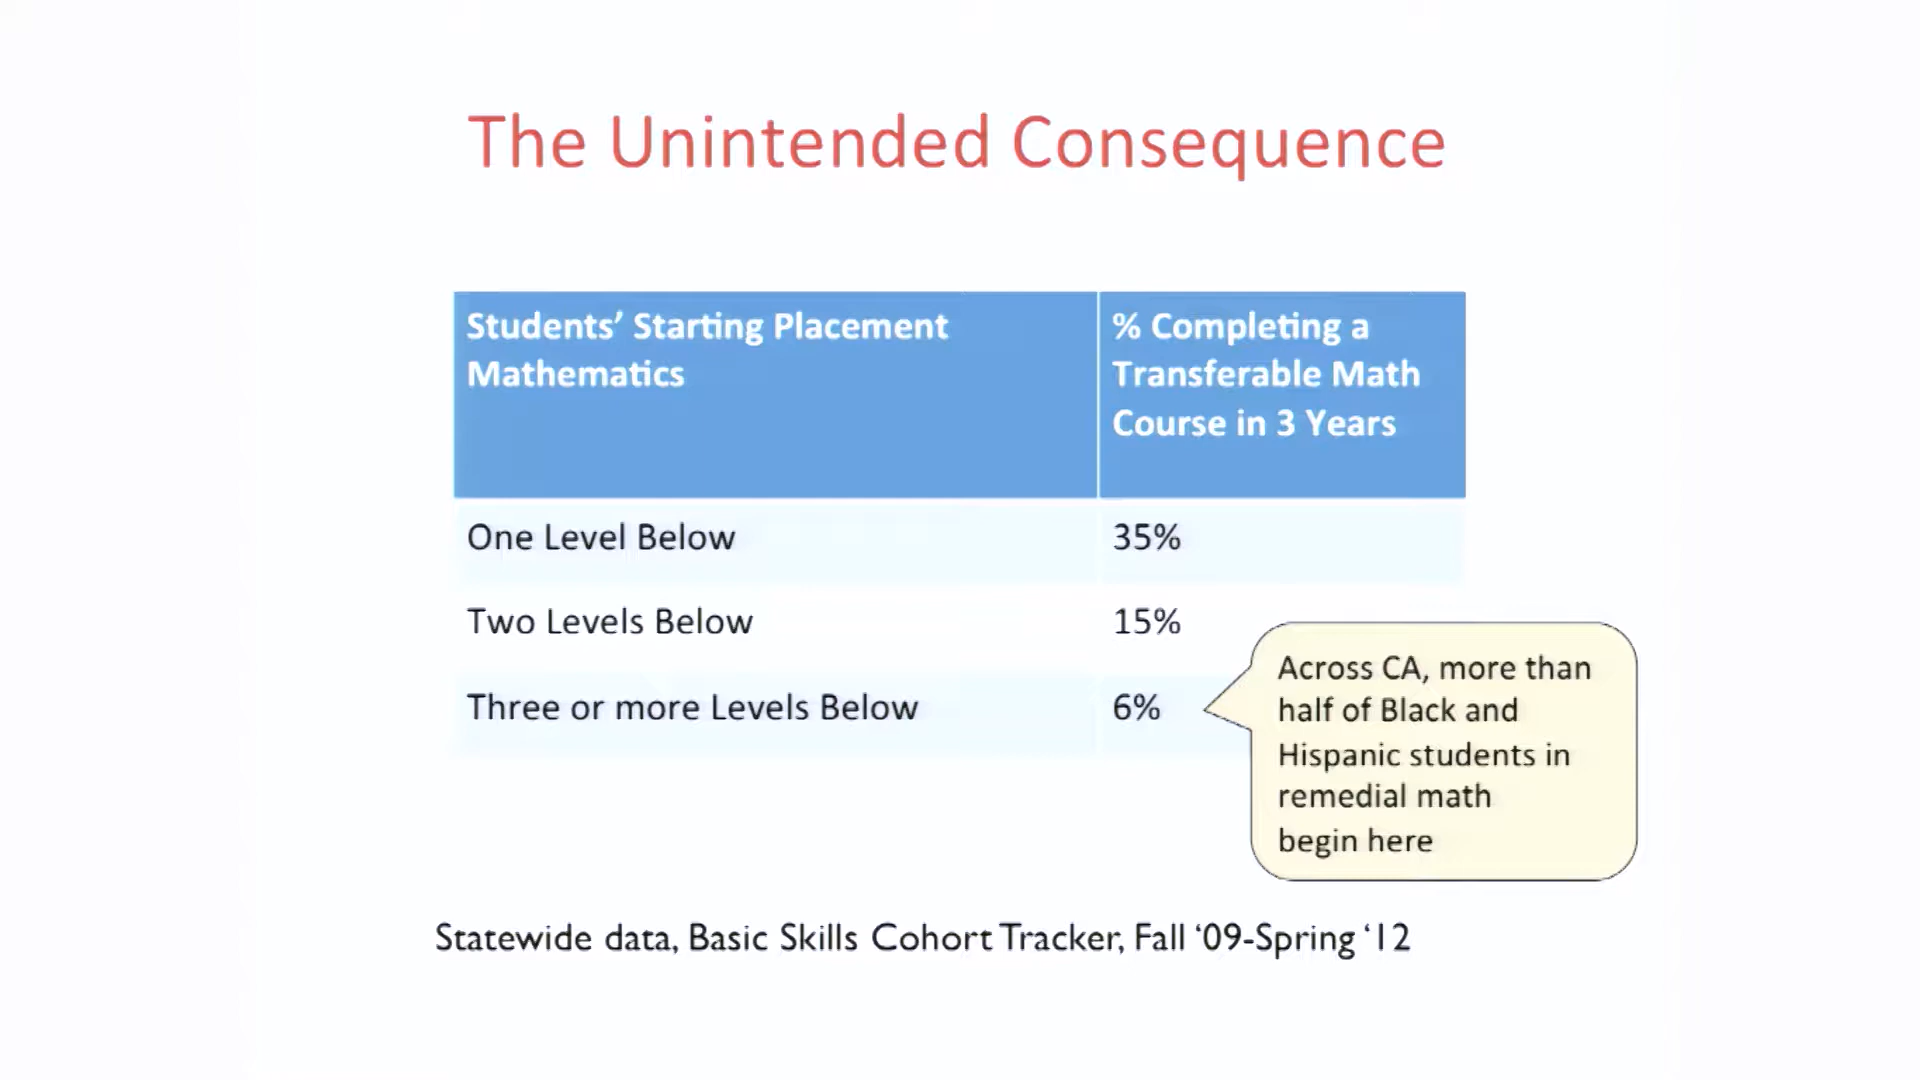 The Unintended Consequence
Students’ Starting Placement
Mathematics
% Completing a
Transferable Math
Course in 3 Years
One Level Below
35%
Two Levels Below
15%
Three or more Levels Below
6%
Across CA, more than
half of Black and
Hispanic students in
remedial math
begin here
Statewide data, Basic Skills Cohort Tracker, Fall ‘09-Spring ‘12